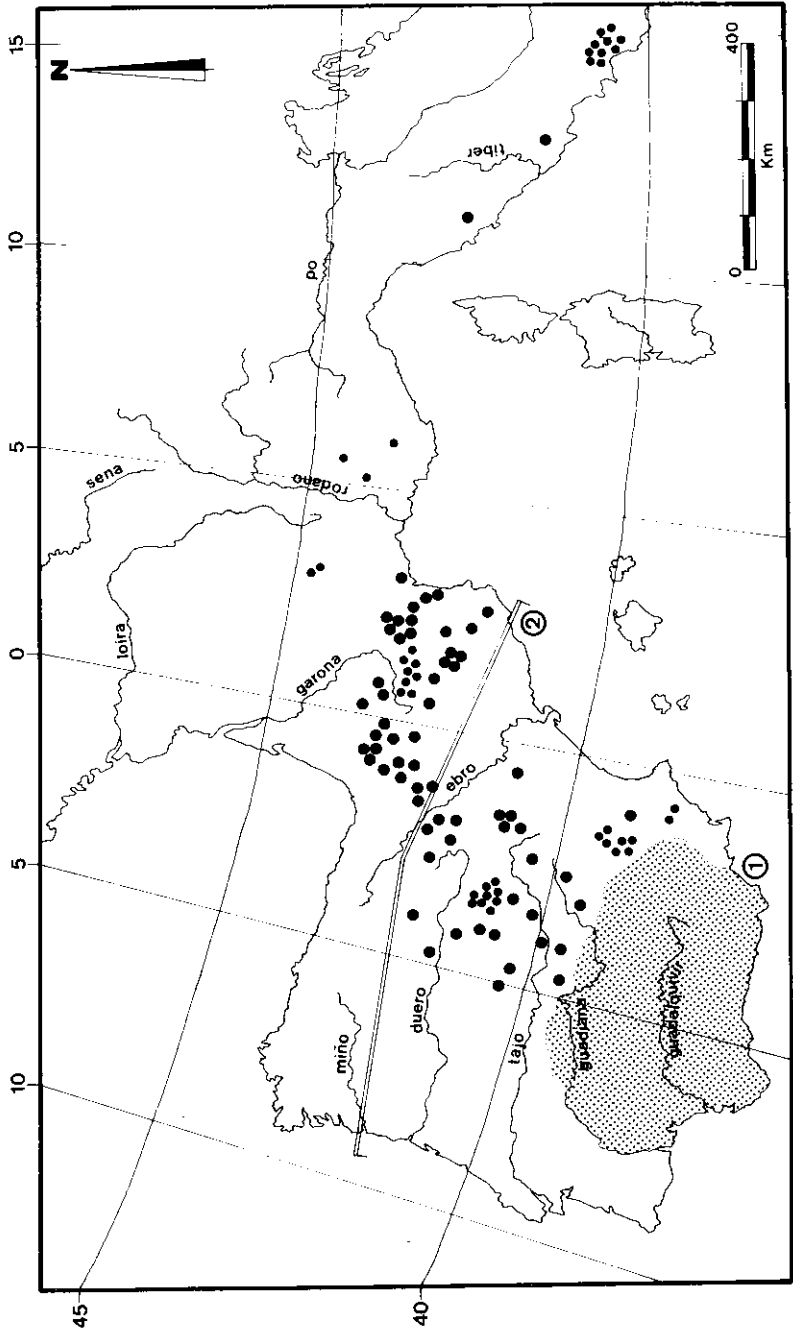 15
10
5
0
5
10
45
40
N
sena
loira
rodano
po
tiber
garona
ebro
miño
duero
tajo
guadiana
guadalquivir
1
2
0
400
Km